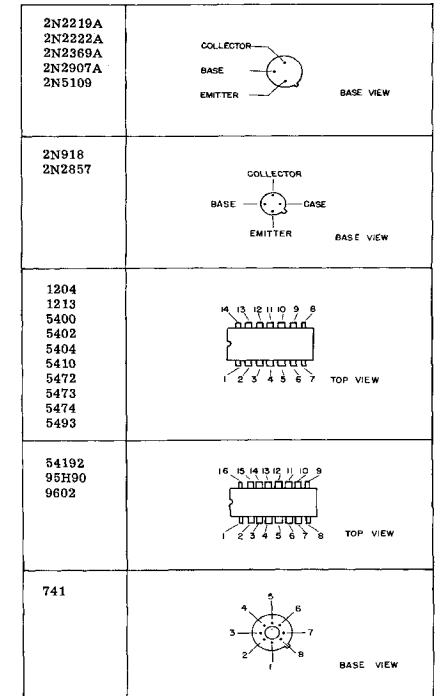 2N2219A
2N2222A
2N2369A
2N2907A
2N5109
COLLECTOR
BASE
EMITTER
BASE VIEW
2N918
2N2857
COLLECTOR
BASE
CASE
EMITTER
BASE VIEW
1204
1213
5400
5402
5404
5410
5472
5473
5474
5493
14 13 12 11 10 9 8
1 2 3 4 5 6 7
TOP VIEW
54192
95H90
9602
16 15 14 13 12 11 10 9
1 2 3 4 5 6 7 8
TOP VIEW
741
5
4 6
3 7
2 8
1
BASE VIEW